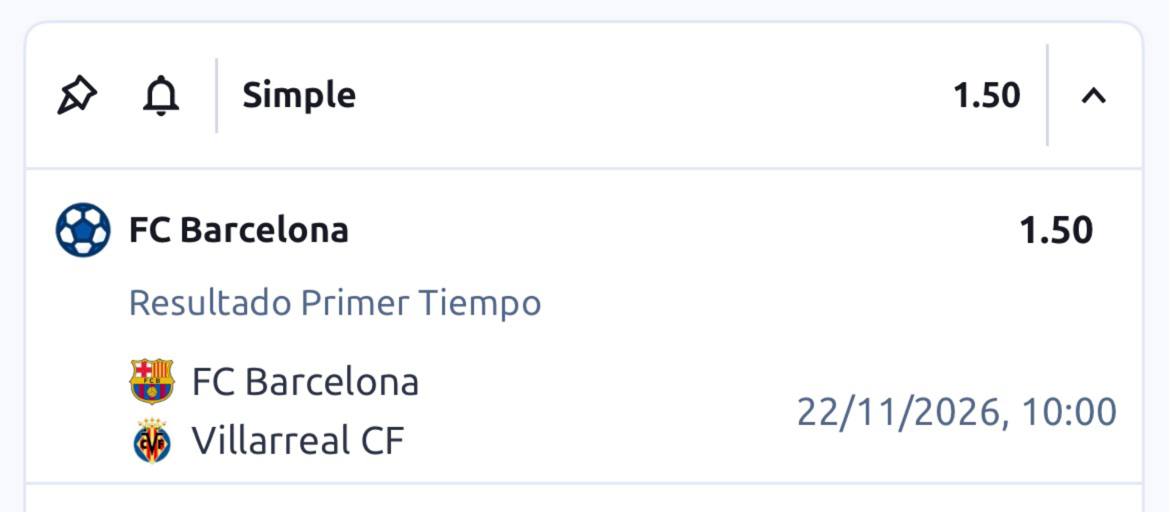 Simple 1.50
FC Barcelona 1.50
Resultado Primer Tiempo
FC Barcelona
22/11/2026, 10:00
Villarreal CF